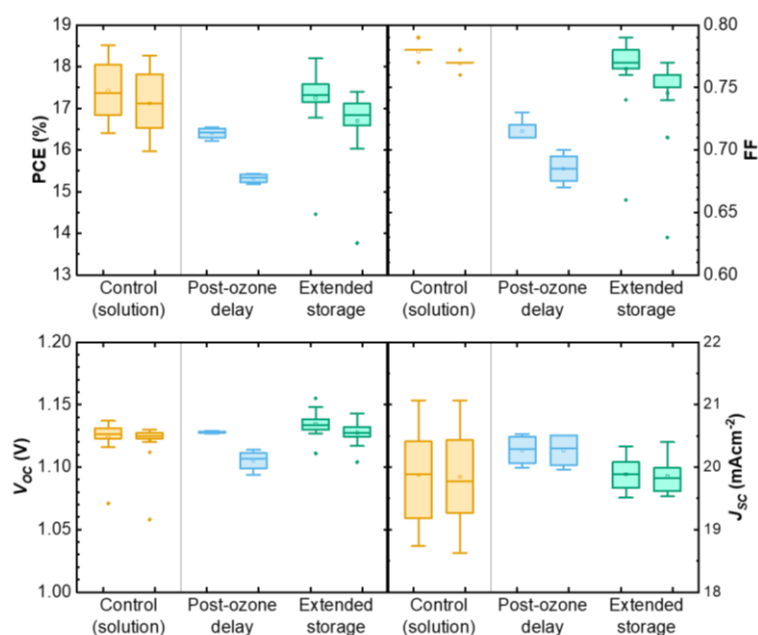 19
18
17
16
15
14
13
PCE (%)
0.80
0.75
0.70
0.65
0.60
FF
Control
(solution)
Post-ozone
delay
Extended
storage
Control
(solution)
Post-ozone
delay
Extended
storage
1.20
1.15
1.10
1.05
1.00
V_OC (V)
22
21
20
19
18
J_SC (mAcm⁻²)
Control
(solution)
Post-ozone
delay
Extended
storage
Control
(solution)
Post-ozone
delay
Extended
storage